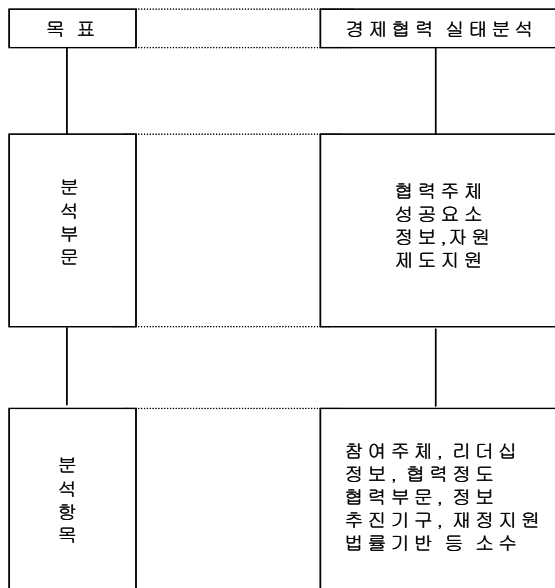 목 표
경제협력 실태분석
분
석
부
문
협력주체
성공요소
정보,자원
제도지원
분
석
항
목
참여주체, 리더십
정보, 협력정도
협력부문, 정보
추진기구, 재정지원
법률기반 등 소수